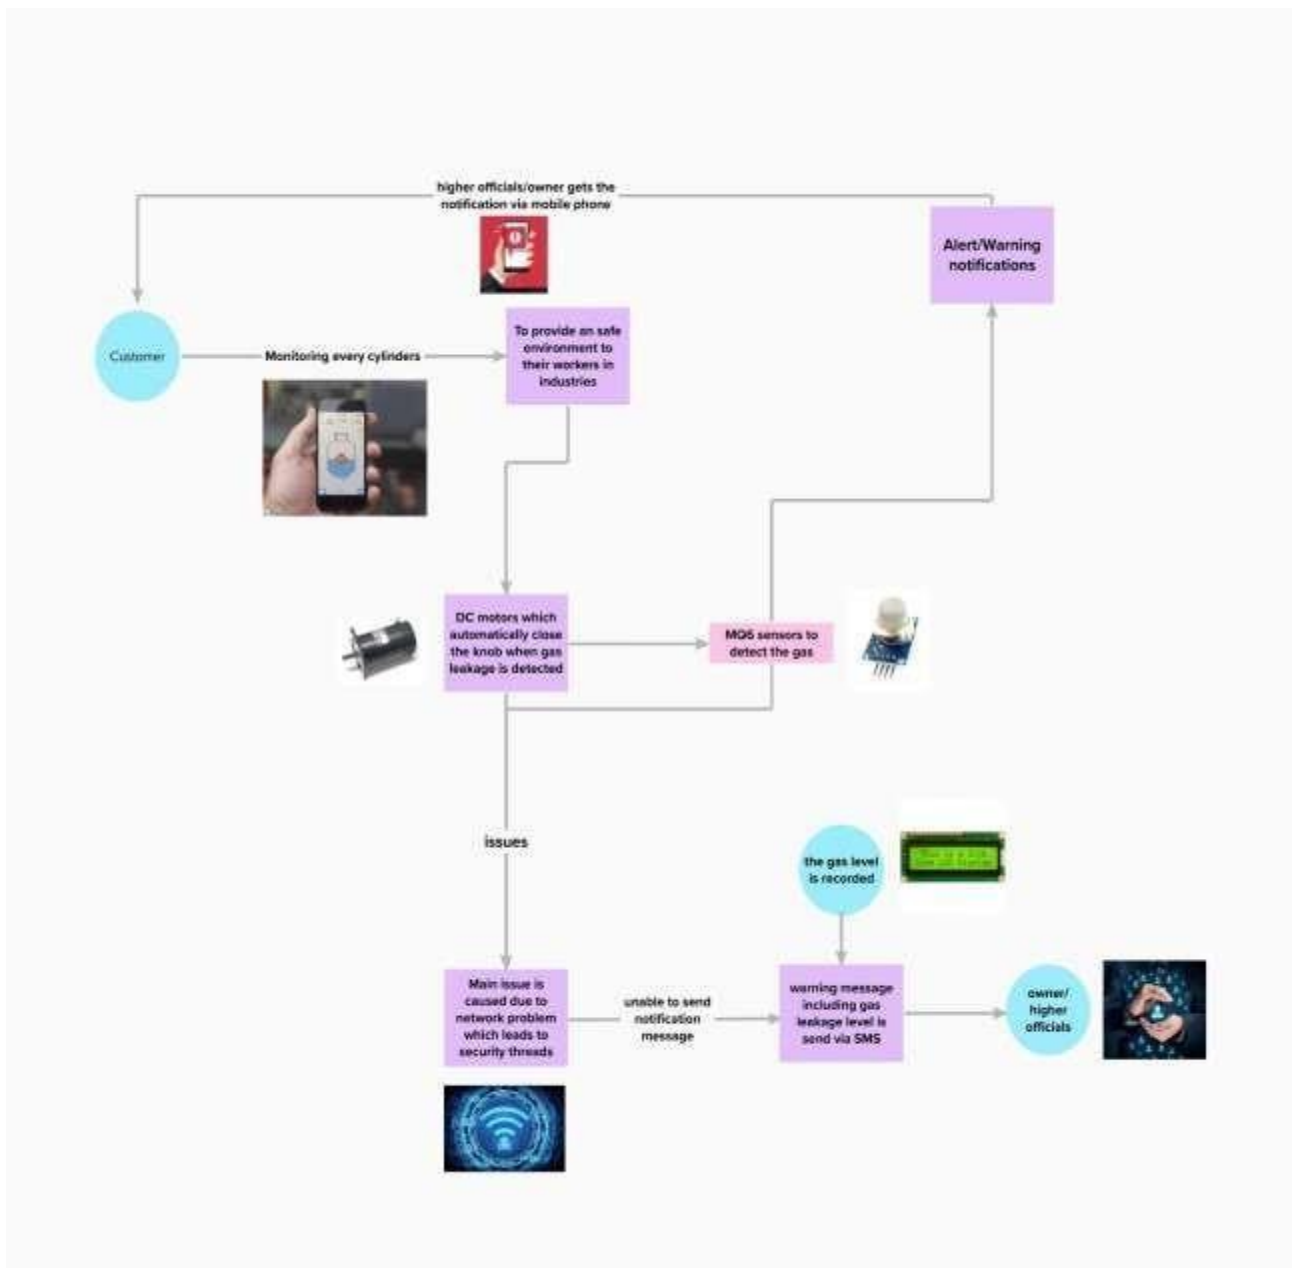 higher officials/owner gets the
notification via mobile phone
Alert/Warning
notifications
Customer
Monitoring every cylinders
To provide an safe
environment to
their workers in
industries
DC motors which
automatically close
the knob when gas
leakage is detected
MQ6 sensors to
detect the gas
issues
the gas level
is recorded
Main issue is
caused due to
network problem
which leads to
security threads
unable to send
notification
message
warning message
including gas
leakage level is
send via SMS
owner/
higher
officials